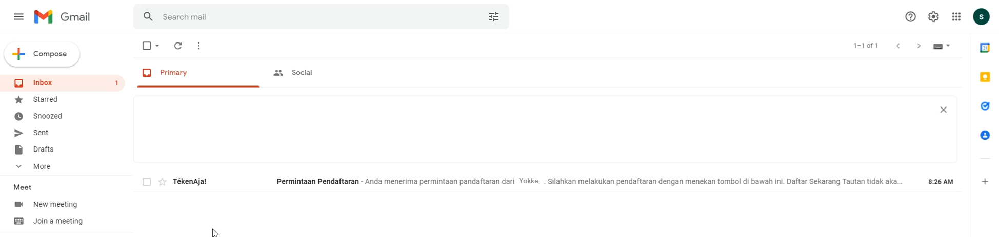 Gmail
Search mail
S
Compose
1–1 of 1
31
Primary
Social
Inbox 1
Starred
Snoozed
Sent
Drafts
More
TékenAja! Permintaan Pendaftaran - Anda menerima permintaan pandaftaran dari Yokke . Silahkan melakukan pendaftaran dengan menekan tombol di bawah ini. Daftar Sekarang Tautan tidak aka… 8:26 AM
Meet
New meeting
Join a meeting